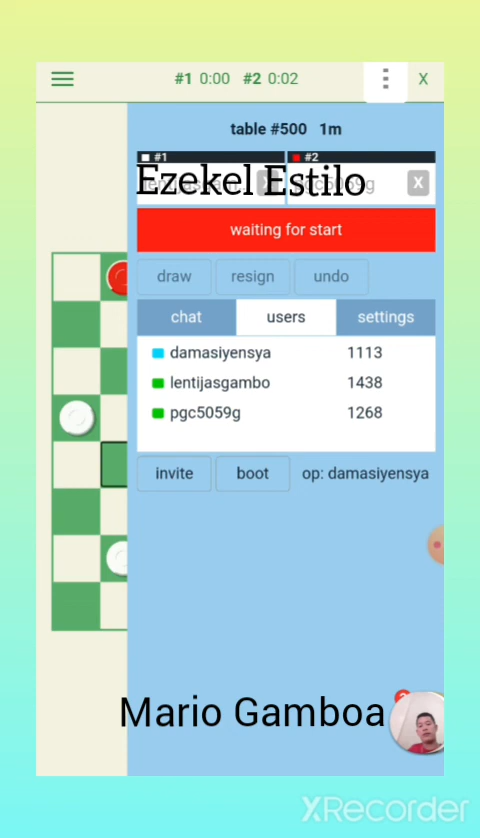 #1 0:00 #2 0:02 X
table #500 1m
#1 #2
Ezekel Estilo
X
waiting for start
draw resign undo
chat users settings
damasiyensya 1113
lentijasgambo 1438
pgc5059g 1268
invite boot op: damasiyensya
Mario Gamboa
XRecorder